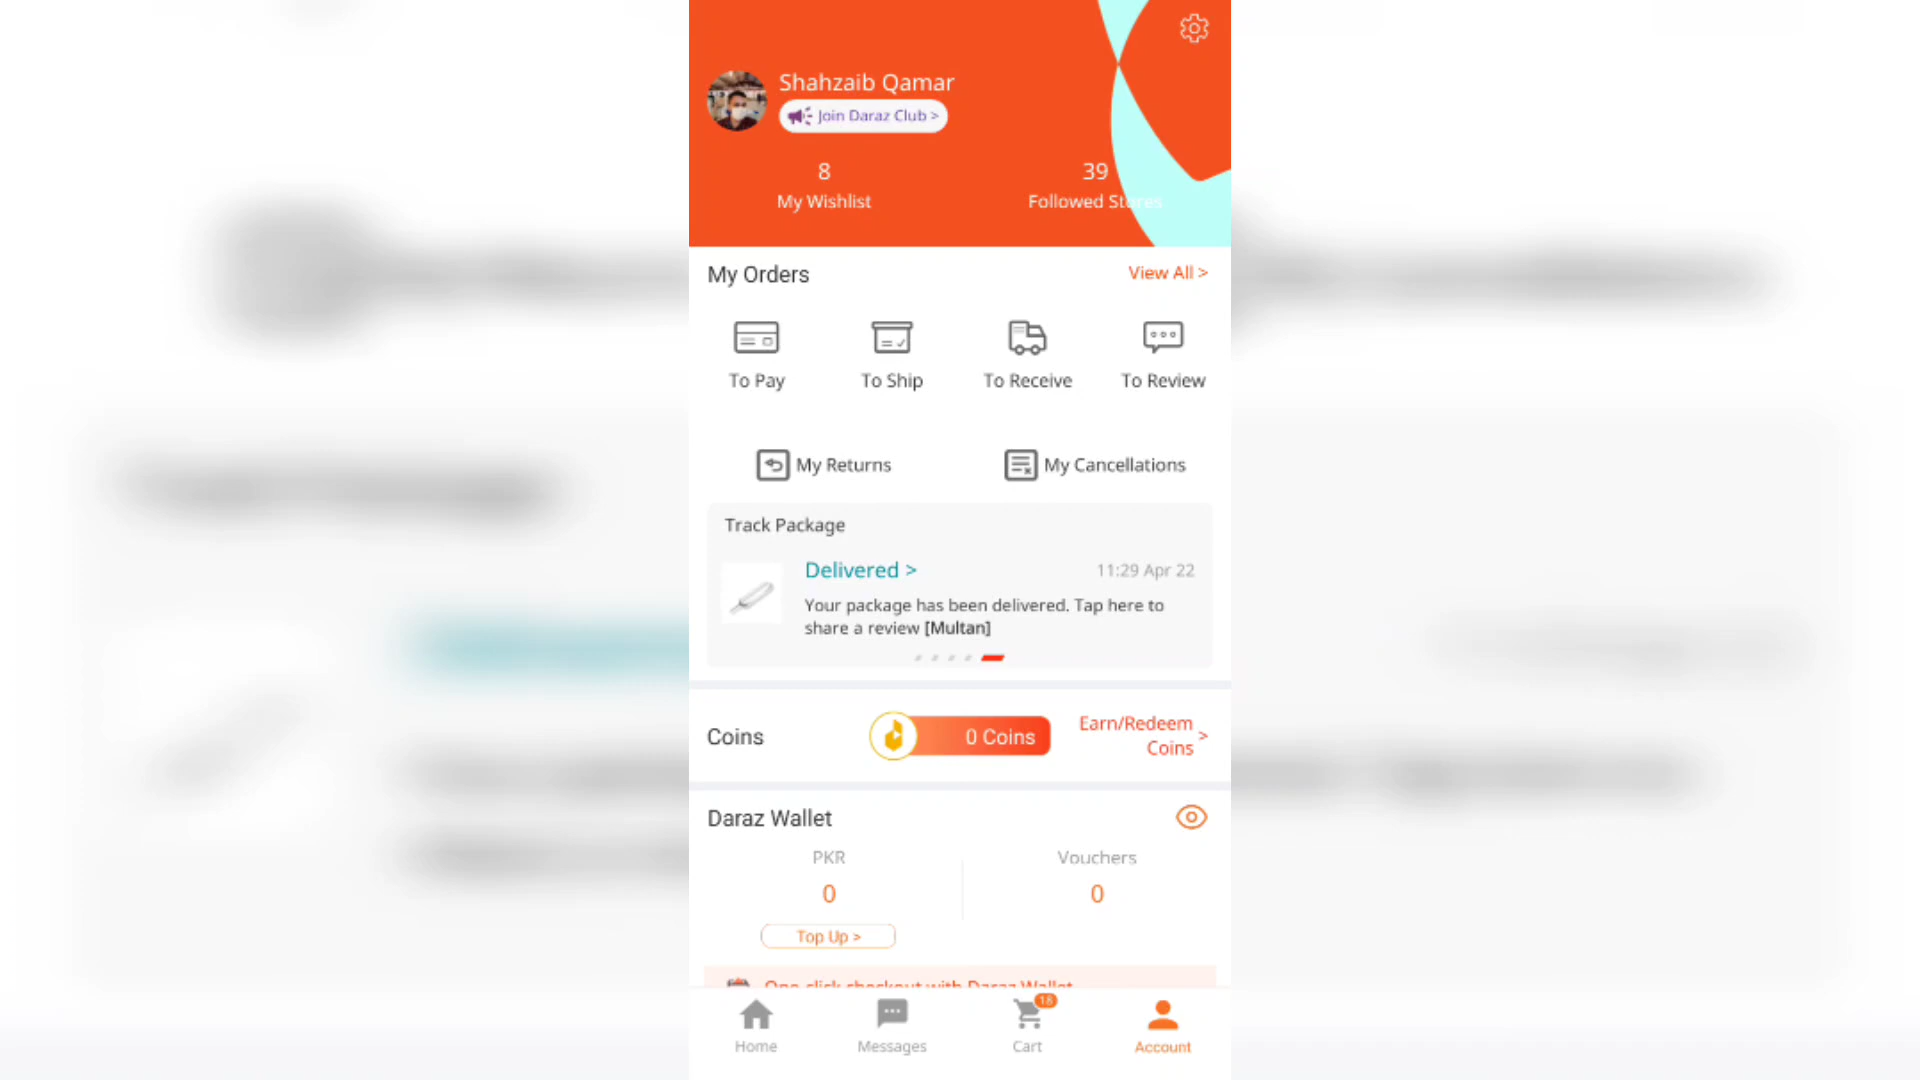 Shahzaib Qamar
Join Daraz Club >
8
My Wishlist
39
Followed Stores
My Orders
View All >
To Pay
To Ship
To Receive
To Review
My Returns
My Cancellations
Track Package
Delivered >
11:29 Apr 22
Your package has been delivered. Tap here to
share a review [Multan]
Coins
0 Coins
Earn/Redeem
Coins >
Daraz Wallet
PKR
0
Vouchers
0
Top Up >
One click checkout with Daraz Wallet
Home
Messages
18
Cart
Account